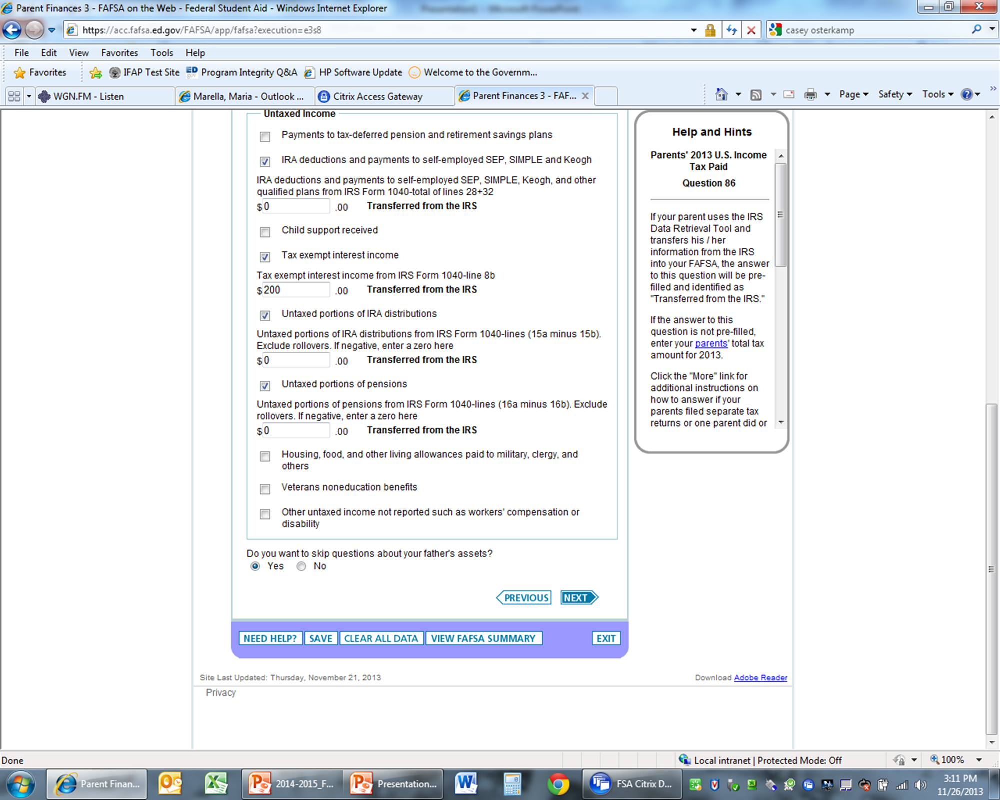 Parent Finances 3 - FAFSA on the Web - Federal Student Aid - Windows Internet Explorer
https://acc.fafsa.ed.gov/FAFSA/app/fafsa?execution=e3s8
casey osterkamp
File Edit View Favorites Tools Help
Favorites IFAP Test Site Program Integrity Q&A HP Software Update Welcome to the Governm...
WGN.FM - Listen Marella, Maria - Outlook ... Citrix Access Gateway Parent Finances 3 - FAF... Page Safety Tools
Untaxed Income
Payments to tax-deferred pension and retirement savings plans
IRA deductions and payments to self-employed SEP, SIMPLE and Keogh
IRA deductions and payments to self-employed SEP, SIMPLE, Keogh, and other
qualified plans from IRS Form 1040-total of lines 28+32
$ 0 .00 Transferred from the IRS
Child support received
Tax exempt interest income
Tax exempt interest income from IRS Form 1040-line 8b
$ 200 .00 Transferred from the IRS
Untaxed portions of IRA distributions
Untaxed portions of IRA distributions from IRS Form 1040-lines (15a minus 15b).
Exclude rollovers. If negative, enter a zero here
$ 0 .00 Transferred from the IRS
Untaxed portions of pensions
Untaxed portions of pensions from IRS Form 1040-lines (16a minus 16b). Exclude
rollovers. If negative, enter a zero here
$ 0 .00 Transferred from the IRS
Housing, food, and other living allowances paid to military, clergy, and
others
Veterans noneducation benefits
Other untaxed income not reported such as workers' compensation or
disability
Do you want to skip questions about your father's assets?
Yes No
PREVIOUS NEXT
NEED HELP? SAVE CLEAR ALL DATA VIEW FAFSA SUMMARY EXIT
Help and Hints
Parents' 2013 U.S. Income
Tax Paid
Question 86
If your parent uses the IRS
Data Retrieval Tool and
transfers his / her
information from the IRS
into your FAFSA, the answer
to this question will be pre-
filled and identified as
"Transferred from the IRS."
If the answer to this
question is not pre-filled,
enter your parents' total tax
amount for 2013.
Click the "More" link for
additional instructions on
how to answer if your
parents filed separate tax
returns or one parent did or
Site Last Updated: Thursday, November 21, 2013
Download Adobe Reader
Privacy
Done Local intranet | Protected Mode: Off 100%
Parent Finan... 2014-2015_F... Presentation... FSA Citrix D... 3:11 PM
11/26/2013